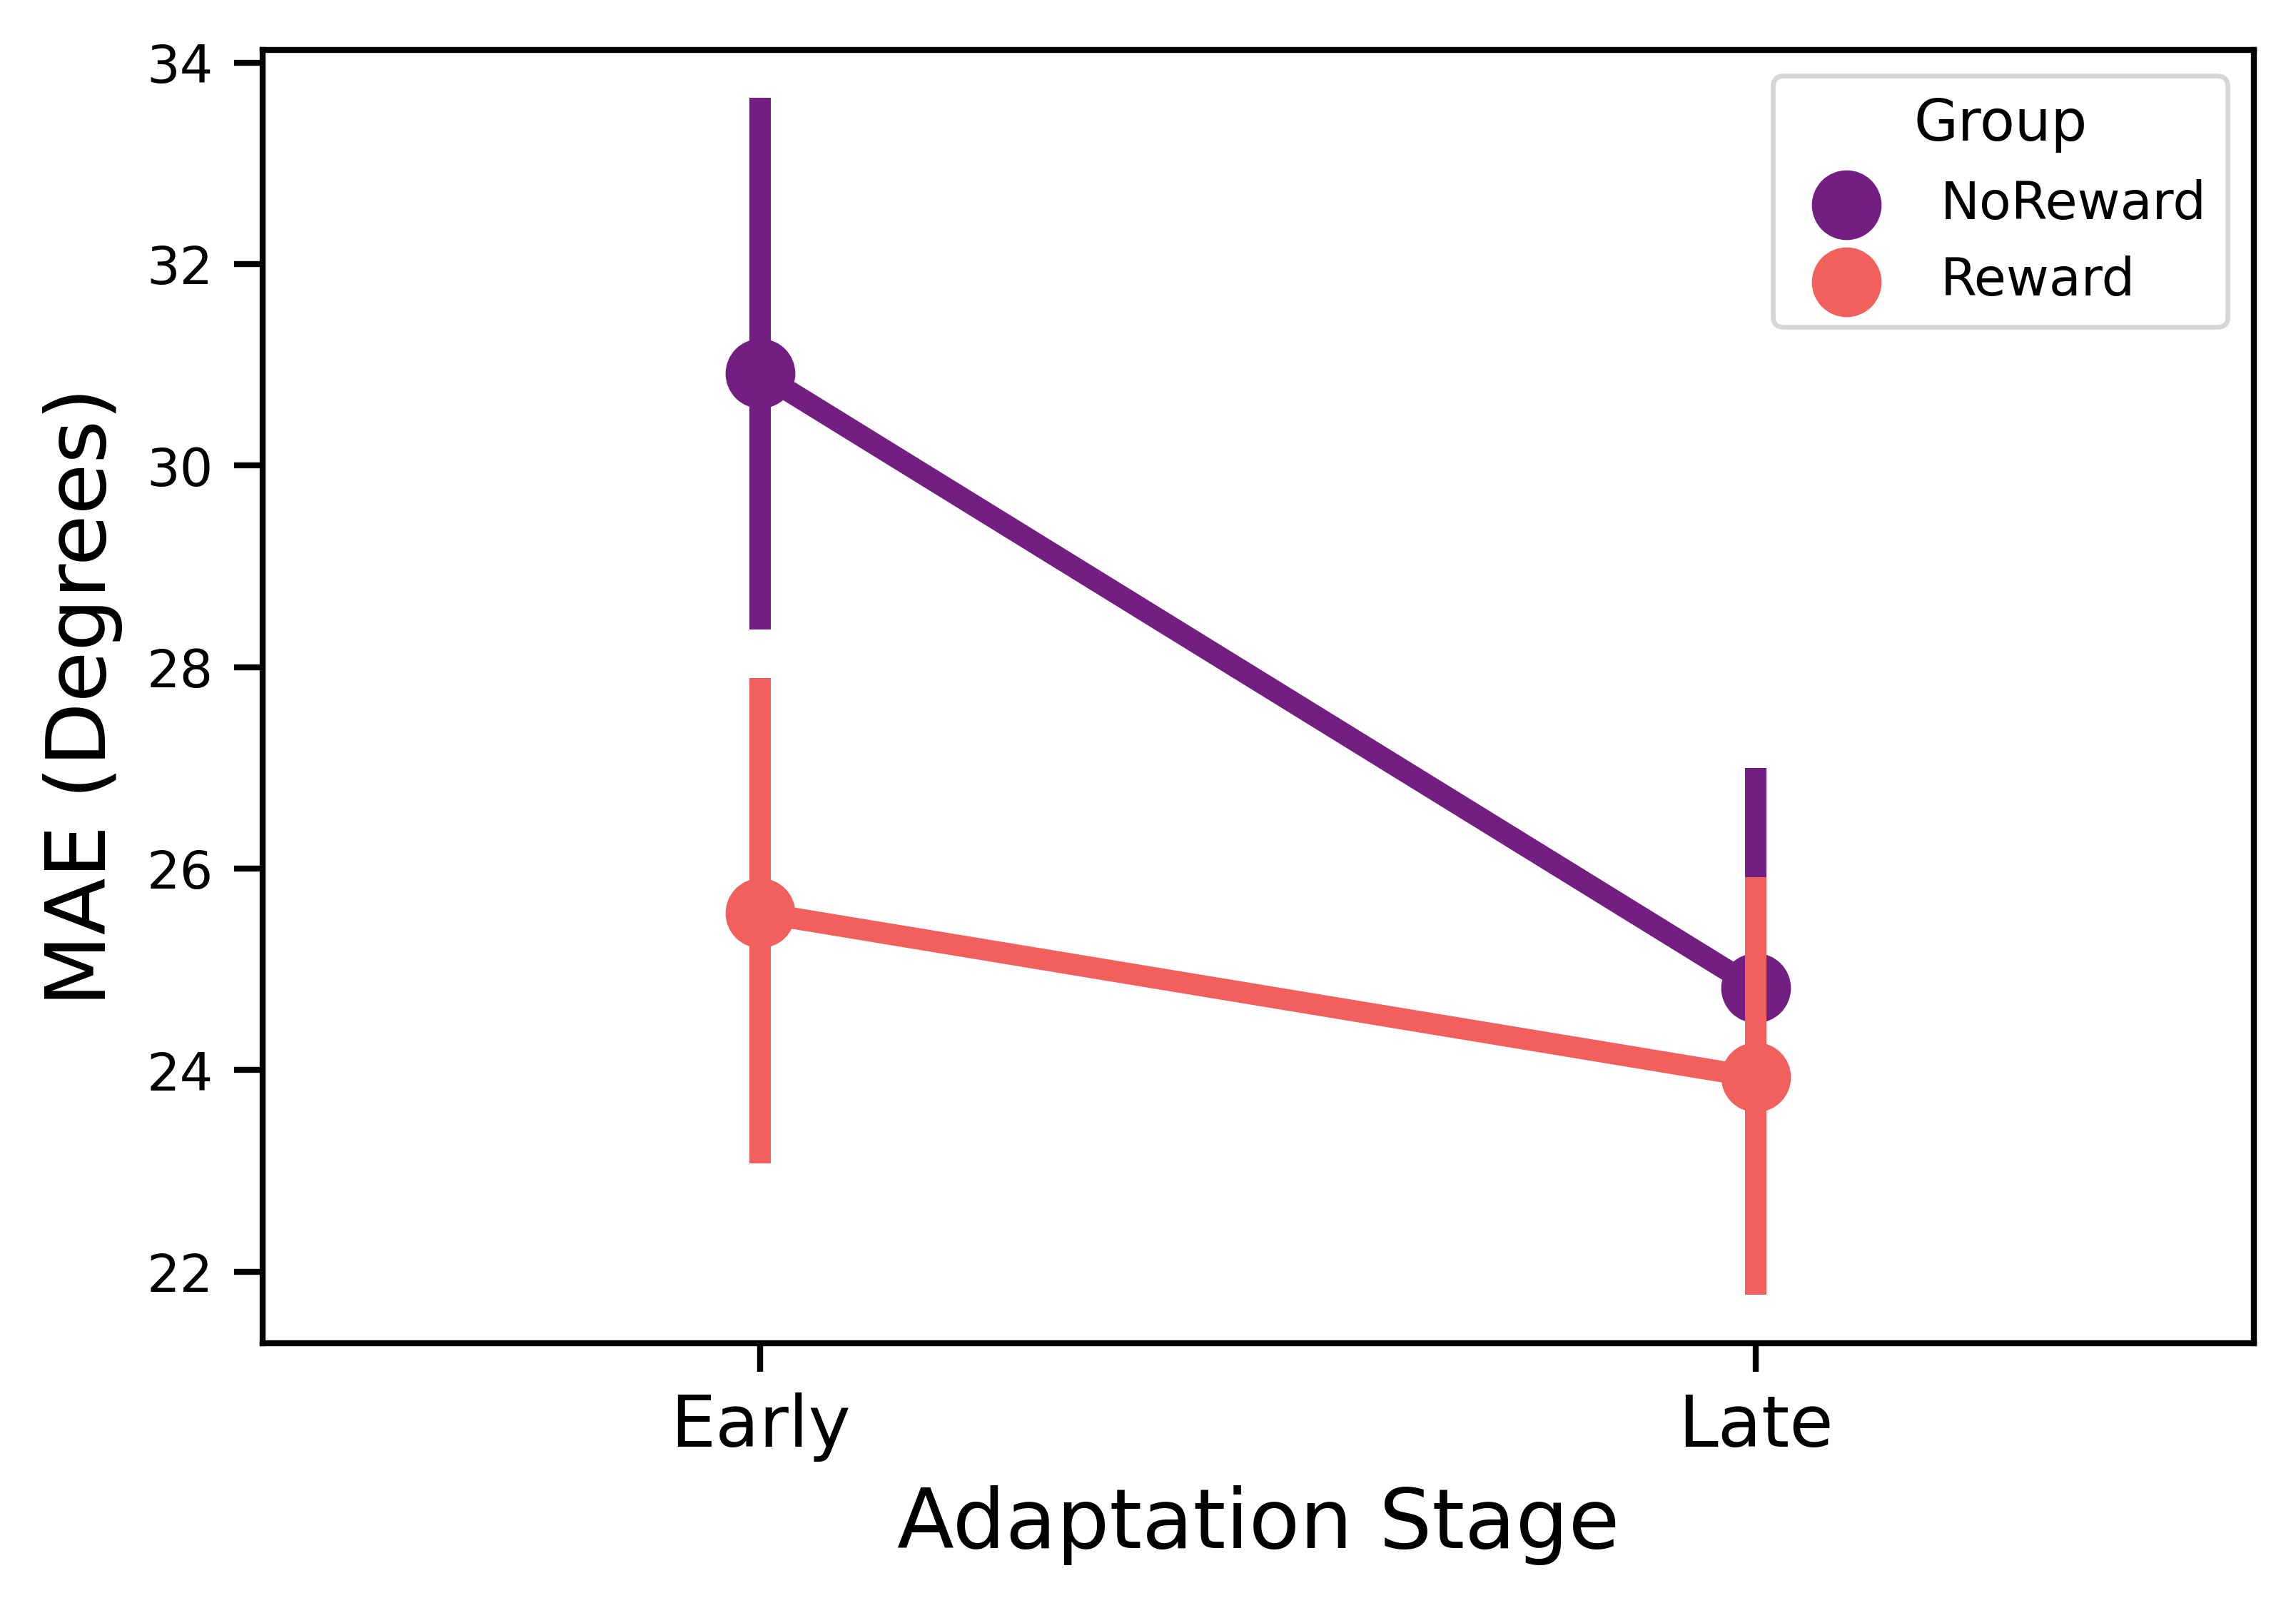 34
32
30
28
26
24
22
MAE (Degrees)
Group
NoReward
Reward
Early
Late
Adaptation Stage